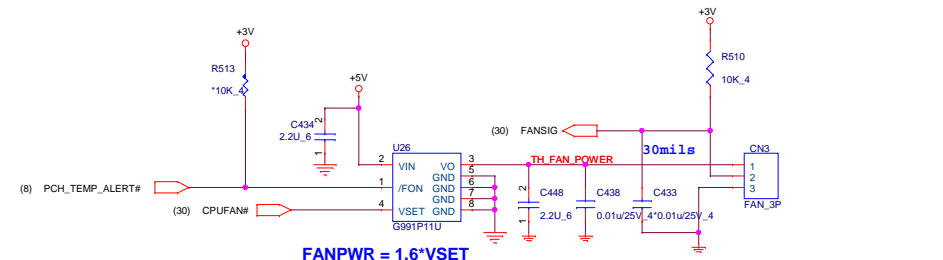 +3V
+3V
R513
*10K_4
R510
10K_4
+5V
C434
2.2U_6
2
1
(30) FANSIG
30mils
CN3
U26
TH_FAN_POWER
2 VIN VO 3
GND 5
1 /FON GND 6
GND 7
4 VSET GND 8
G991P11U
1
2
3
FAN_3P
(8) PCH_TEMP_ALERT#
(30) CPUFAN#
2
1
C448
2.2U_6
C438
0.01u/25V_4
C433
*0.01u/25V_4
FANPWR = 1.6*VSET